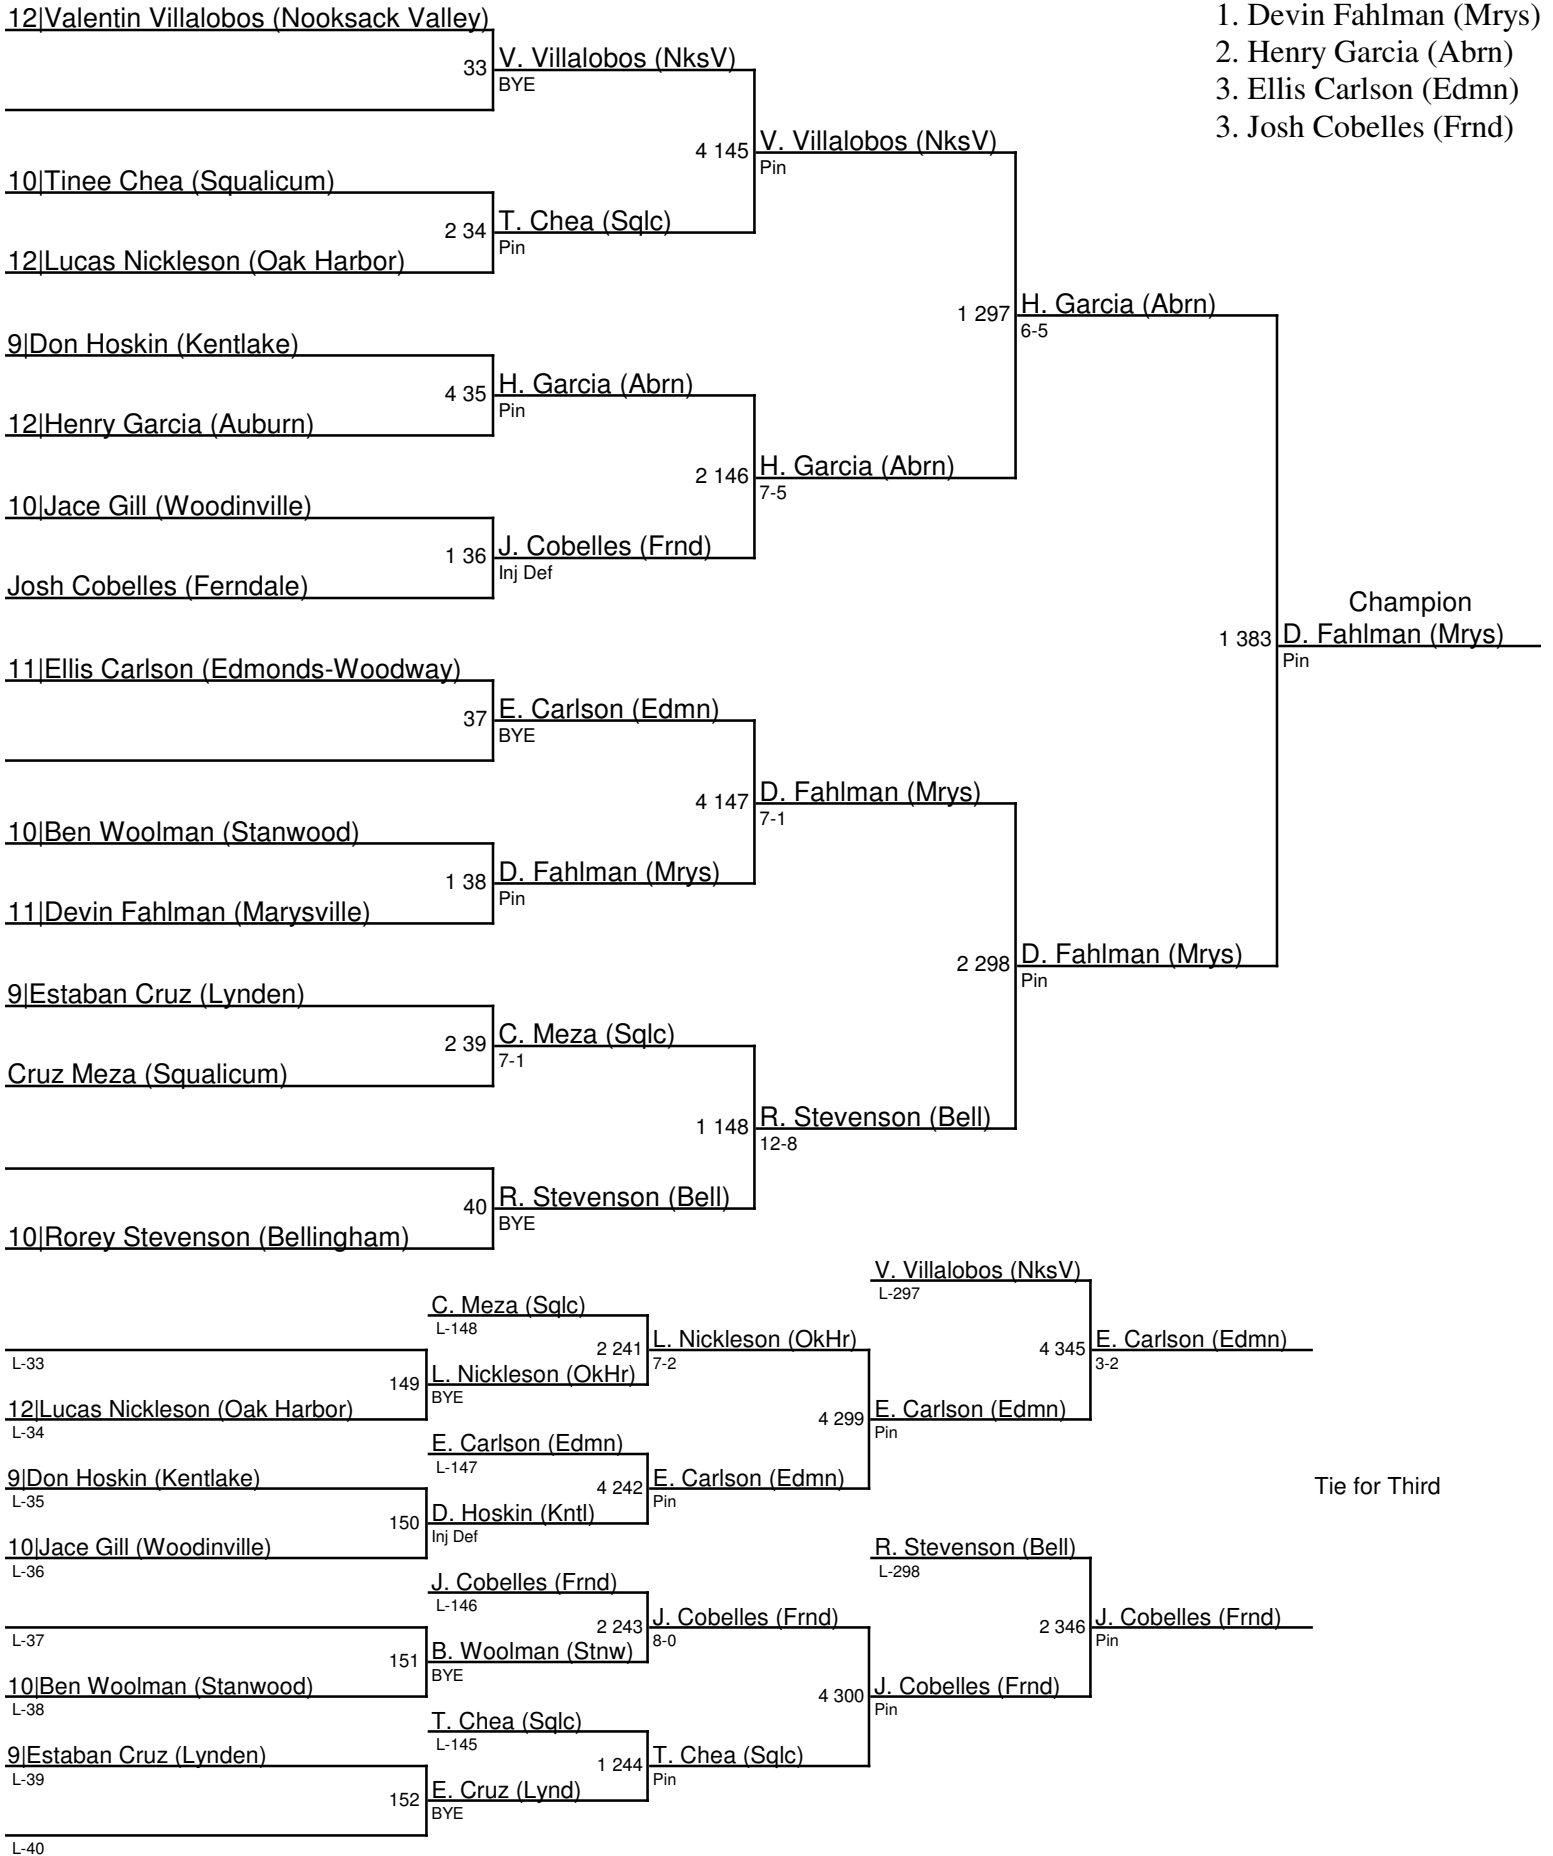 12|Valentin Villalobos (Nooksack Valley)
33
V. Villalobos (NksV)
BYE
1. Devin Fahlman (Mrys)
2. Henry Garcia (Abrn)
3. Ellis Carlson (Edmn)
3. Josh Cobelles (Frnd)
4 145
V. Villalobos (NksV)
Pin
10|Tinee Chea (Squalicum)
2 34
T. Chea (Sqlc)
Pin
12|Lucas Nickleson (Oak Harbor)
1 297
H. Garcia (Abrn)
6-5
9|Don Hoskin (Kentlake)
4 35
H. Garcia (Abrn)
Pin
12|Henry Garcia (Auburn)
2 146
H. Garcia (Abrn)
7-5
10|Jace Gill (Woodinville)
1 36
J. Cobelles (Frnd)
Inj Def
Josh Cobelles (Ferndale)
Champion
1 383
D. Fahlman (Mrys)
Pin
11|Ellis Carlson (Edmonds-Woodway)
37
E. Carlson (Edmn)
BYE
4 147
D. Fahlman (Mrys)
7-1
10|Ben Woolman (Stanwood)
1 38
D. Fahlman (Mrys)
Pin
11|Devin Fahlman (Marysville)
2 298
D. Fahlman (Mrys)
Pin
9|Estaban Cruz (Lynden)
2 39
C. Meza (Sqlc)
7-1
Cruz Meza (Squalicum)
1 148
R. Stevenson (Bell)
12-8
40
R. Stevenson (Bell)
BYE
10|Rorey Stevenson (Bellingham)
V. Villalobos (NksV)
L-297
C. Meza (Sqlc)
L-148
2 241
L. Nickleson (OkHr)
7-2
4 345
E. Carlson (Edmn)
3-2
L-33
149
L. Nickleson (OkHr)
BYE
12|Lucas Nickleson (Oak Harbor)
L-34
4 299
E. Carlson (Edmn)
Pin
E. Carlson (Edmn)
L-147
9|Don Hoskin (Kentlake)
L-35
4 242
E. Carlson (Edmn)
Pin
Tie for Third
150
D. Hoskin (Kntl)
Inj Def
10|Jace Gill (Woodinville)
L-36
R. Stevenson (Bell)
L-298
J. Cobelles (Frnd)
L-146
2 243
J. Cobelles (Frnd)
8-0
2 346
J. Cobelles (Frnd)
Pin
L-37
151
B. Woolman (Stnw)
BYE
10|Ben Woolman (Stanwood)
L-38
4 300
J. Cobelles (Frnd)
Pin
T. Chea (Sqlc)
L-145
9|Estaban Cruz (Lynden)
L-39
1 244
T. Chea (Sqlc)
Pin
152
E. Cruz (Lynd)
BYE
L-40